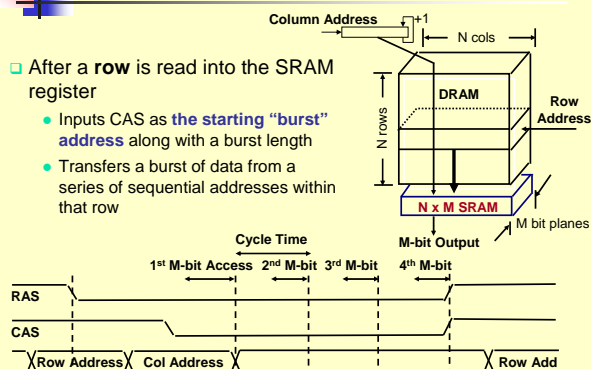 Column Address
+1
N cols
After a row is read into the SRAM
register
Inputs CAS as the starting “burst”
address along with a burst length
Transfers a burst of data from a
series of sequential addresses within
that row
DRAM
N rows
Row
Address
N x M SRAM
M bit planes
M-bit Output
Cycle Time
1st M-bit Access 2nd M-bit 3rd M-bit 4th M-bit
RAS
CAS
Row Address Col Address Row Add